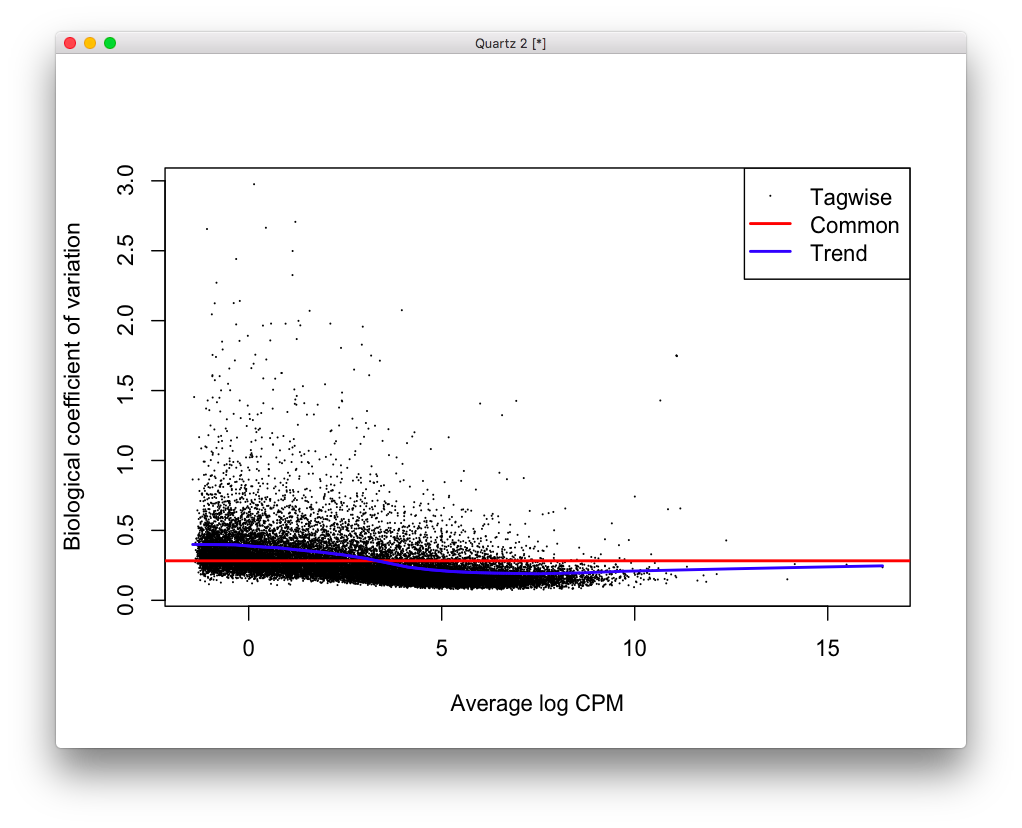 Quartz 2 [*]
Biological coefficient of variation
3.0
2.5
2.0
1.5
1.0
0.5
0.0
Tagwise
Common
Trend
0 5 10 15
Average log CPM